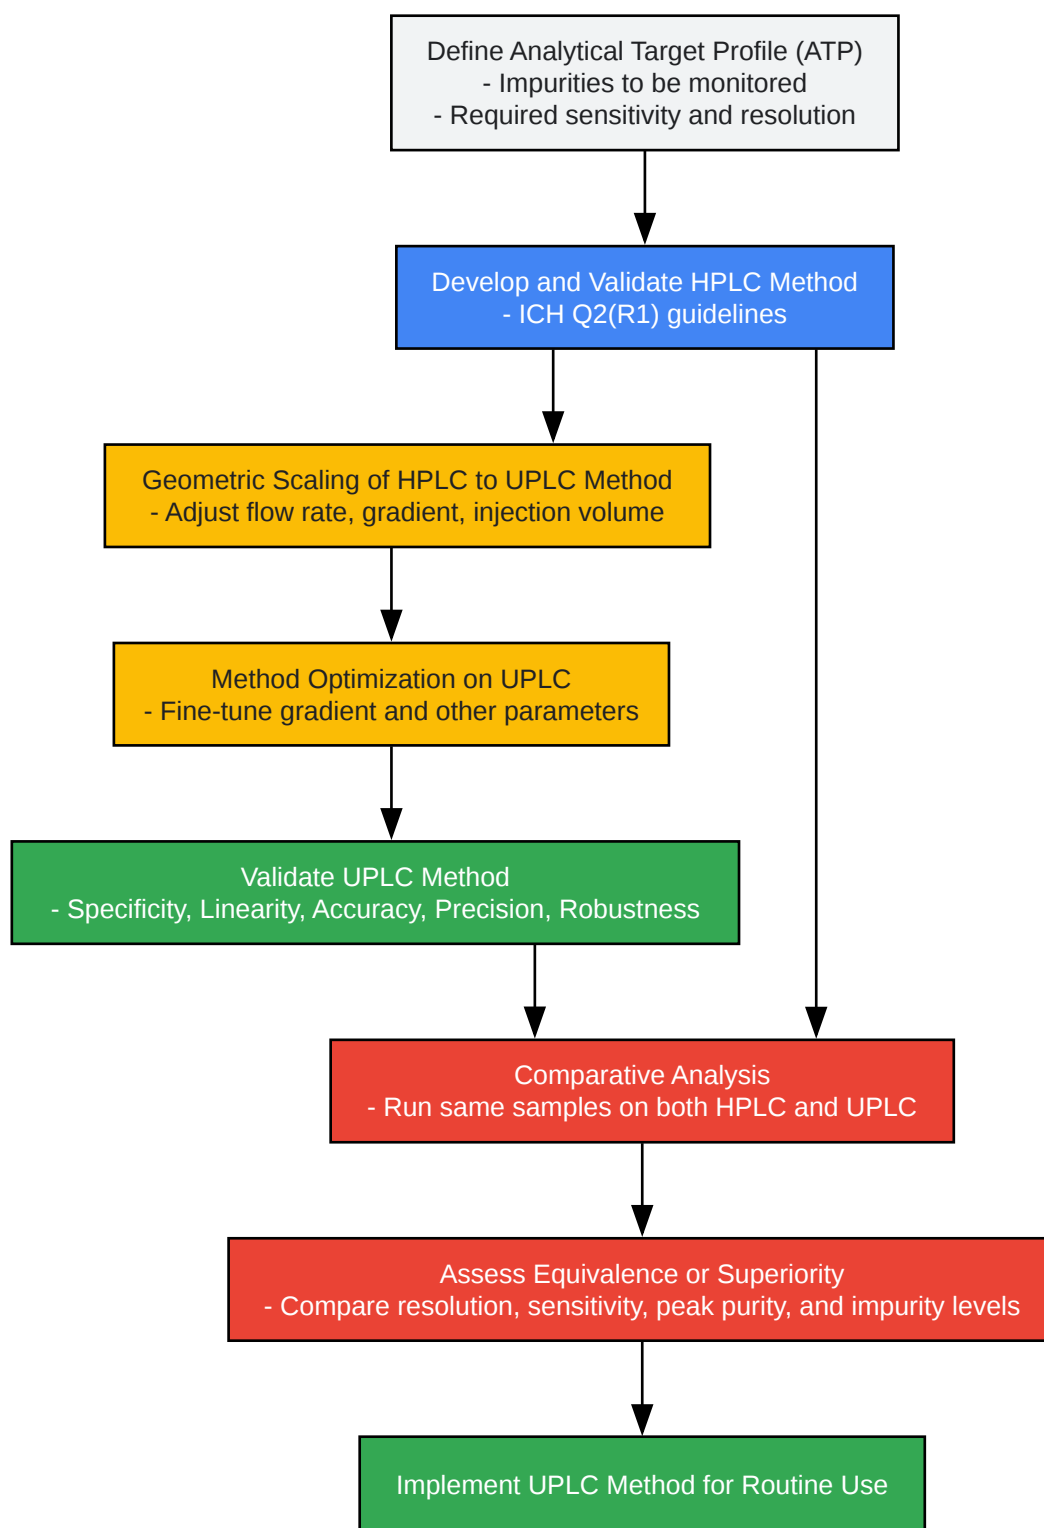 Define Analytical Target Profile (ATP)
- Impurities to be monitored
- Required sensitivity and resolution
Develop and Validate HPLC Method
- ICH Q2(R1) guidelines
Geometric Scaling of HPLC to UPLC Method
- Adjust flow rate, gradient, injection volume
Method Optimization on UPLC
- Fine-tune gradient and other parameters
Validate UPLC Method
- Specificity, Linearity, Accuracy, Precision, Robustness
Comparative Analysis
- Run same samples on both HPLC and UPLC
Assess Equivalence or Superiority
- Compare resolution, sensitivity, peak purity, and impurity levels
Implement UPLC Method for Routine Use